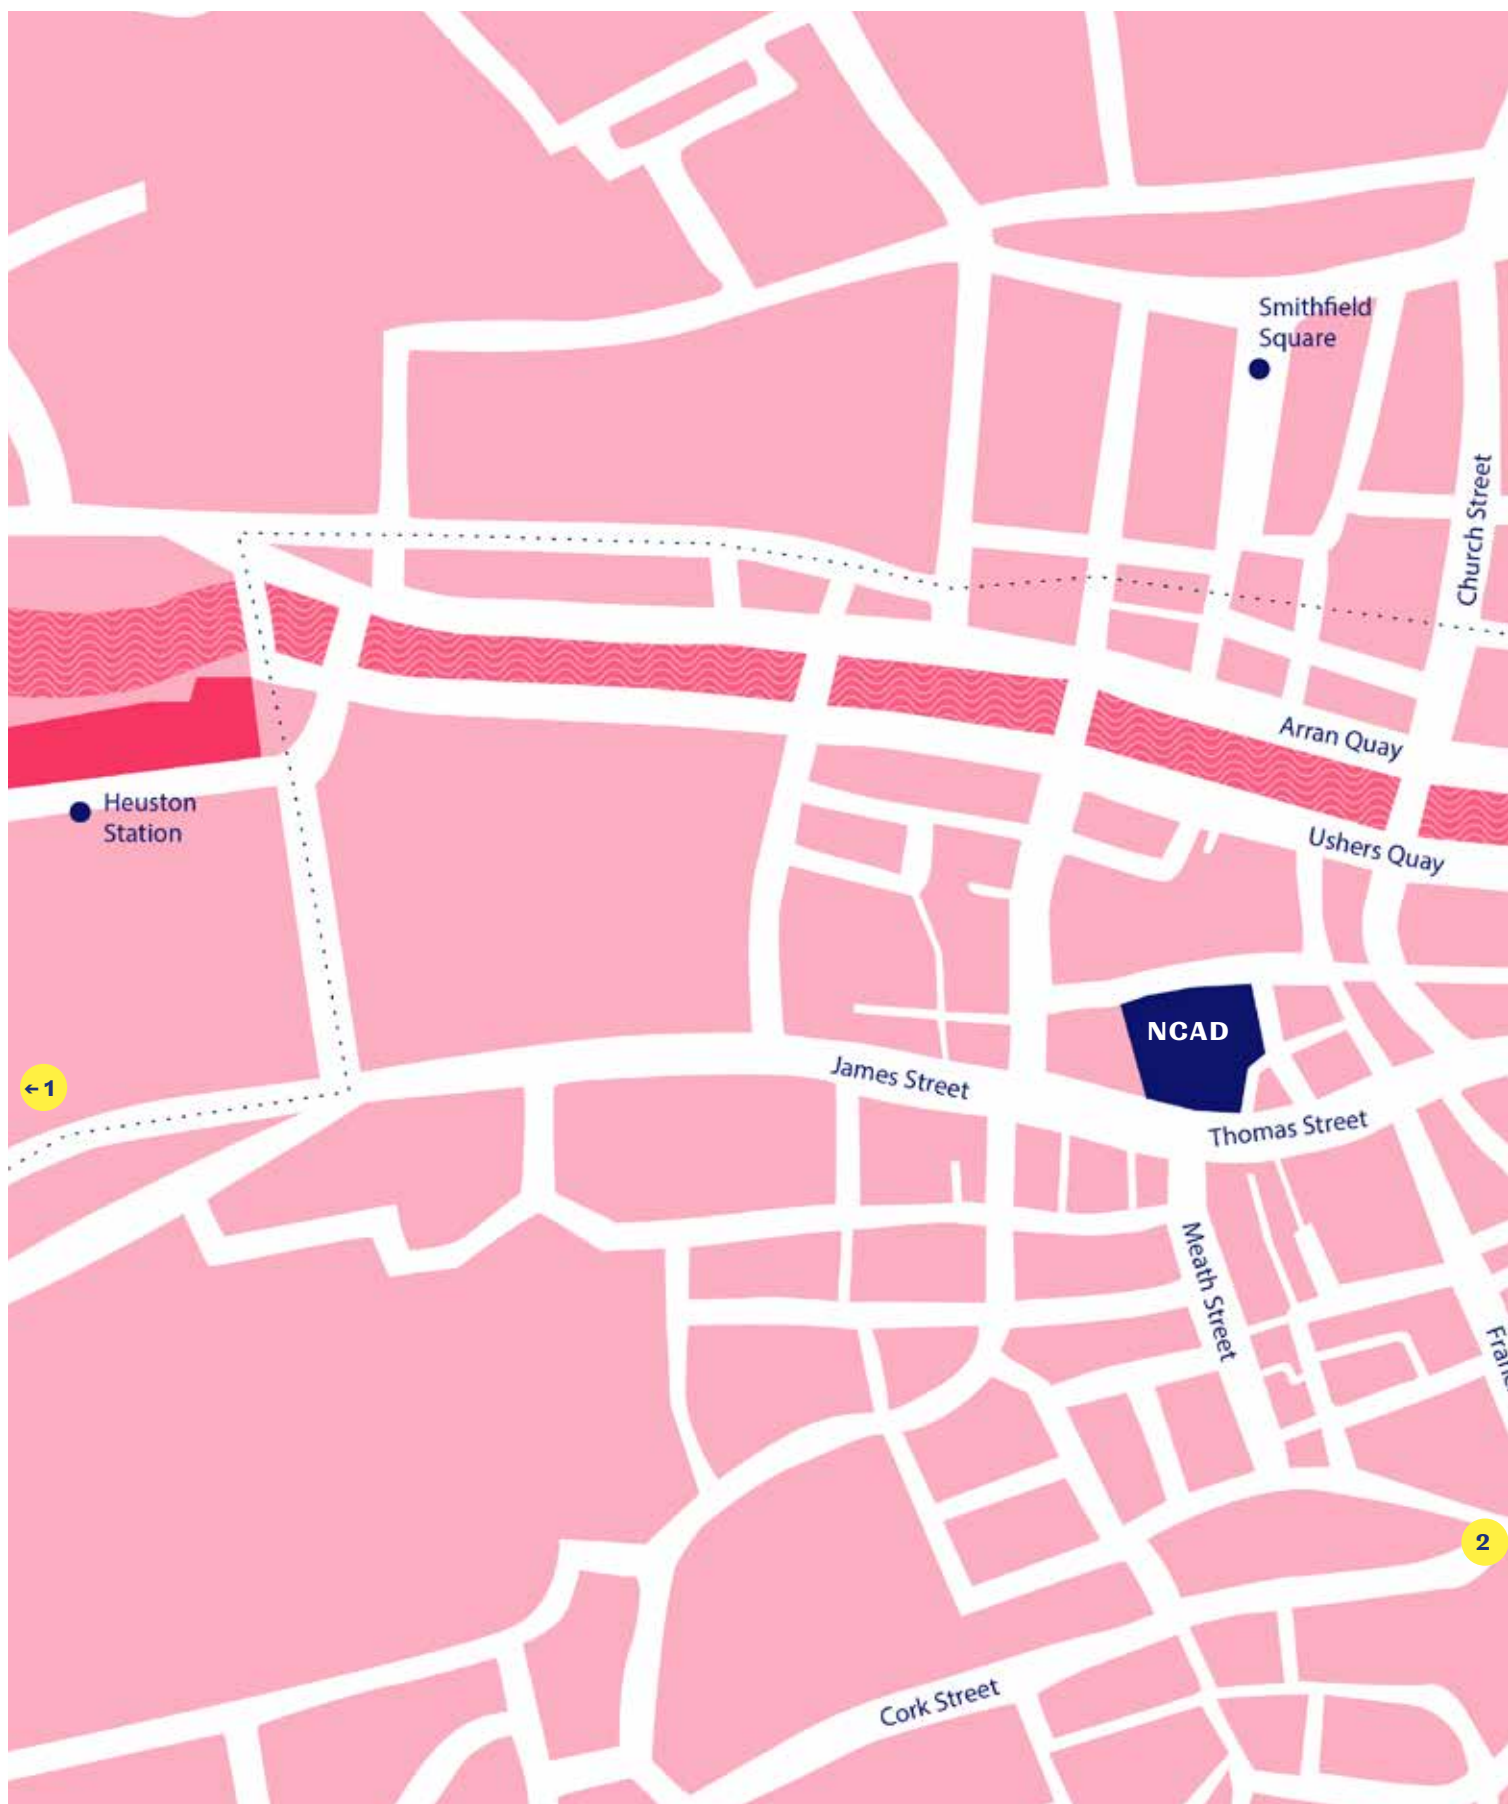 Smithfield
Square
Church Street
Arran Quay
Heuston
Station
Ushers Quay
NCAD
James Street
←1
Thomas Street
Meath Street
Fran
2
Cork Street